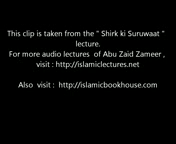 This clip is taken from the " Shirk ki Suruwaat "
lecture.
For more audio lectures of Abu Zaid Zameer ,
visit : http://islamiclectures.net
Also visit : http://islamicbookhouse.com